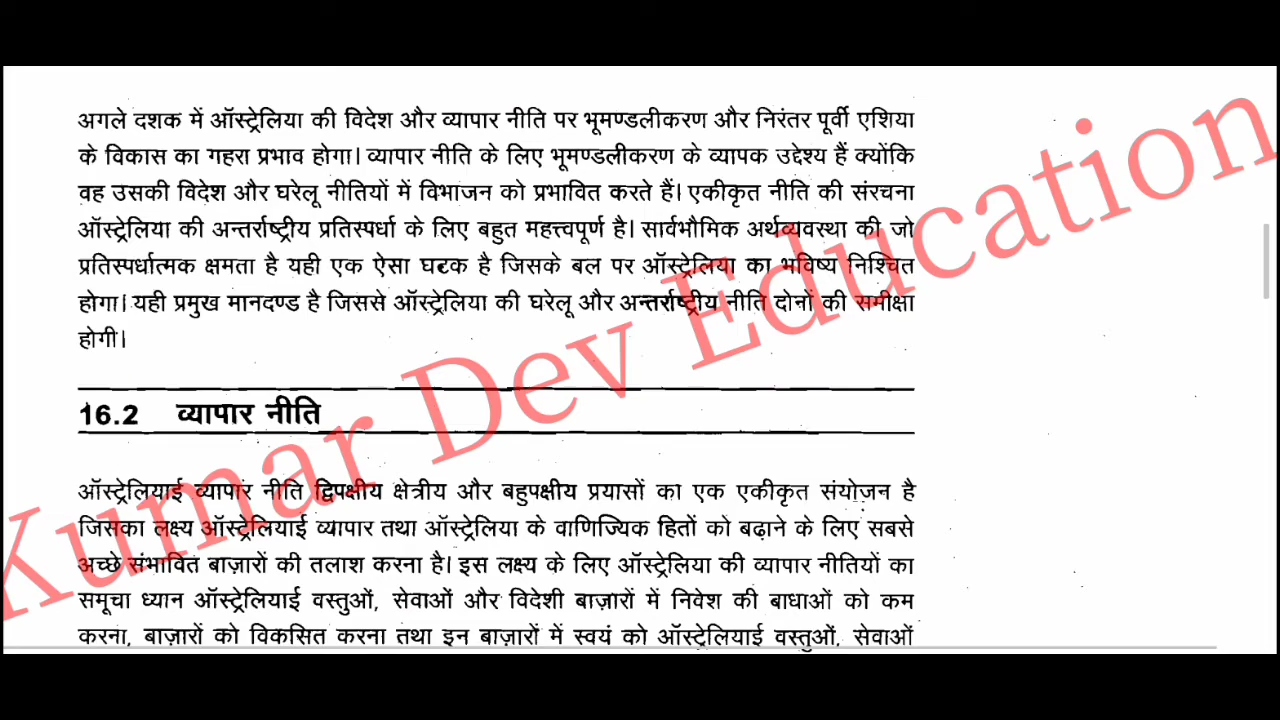 अगले दशक में ऑस्ट्रेलिया की विदेश और व्यापार नीति पर भूमण्डलीकरण और निरंतर पूर्वी एशिया
के विकास का गहरा प्रभाव होगा। व्यापार नीति के लिए भूमण्डलीकरण के व्यापक उद्देश्य हैं क्योंकि
वह उसकी विदेश और घरेलू नीतियों में विभाजन को प्रभावित करते हैं। एकीकृत नीति की संरचना
ऑस्ट्रेलिया की अन्तर्राष्ट्रीय प्रतिस्पर्धा के लिए बहुत महत्त्वपूर्ण है। सार्वभौमिक अर्थव्यवस्था की जो
प्रतिस्पर्धात्मक क्षमता है यही एक ऐसा घटक है जिसके बल पर ऑस्ट्रेलिया का भविष्य निश्चित
होगा। यही प्रमुख मानदण्ड है जिससे ऑस्ट्रेलिया की घरेलू और अन्तर्राष्ट्रीय नीति दोनों की समीक्षा
होगी।
16.2 व्यापार नीति
ऑस्ट्रेलियाई व्यापार नीति द्विपक्षीय क्षेत्रीय और बहुपक्षीय प्रयासों का एक एकीकृत संयोजन है
जिसका लक्ष्य ऑस्ट्रेलियाई व्यापार तथा ऑस्ट्रेलिया के वाणिज्यिक हितों को बढ़ाने के लिए सबसे
अच्छे संभावित बाज़ारों की तलाश करना है। इस लक्ष्य के लिए ऑस्ट्रेलिया की व्यापार नीतियों का
समूचा ध्यान ऑस्ट्रेलियाई वस्तुओं, सेवाओं और विदेशी बाज़ारों में निवेश की बाधाओं को कम
करना, बाज़ारों को विकसित करना तथा इन बाज़ारों में स्वयं को ऑस्ट्रेलियाई वस्तुओं, सेवाओं
Kumar Dev Education